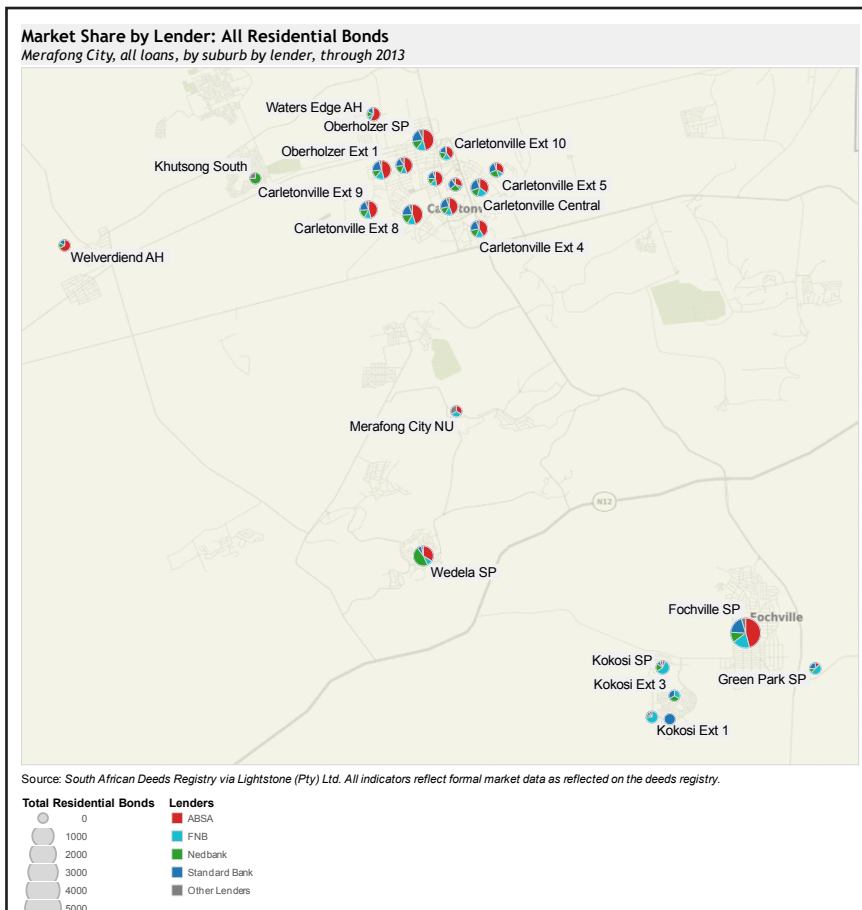 Market Share by Lender: All Residential Bonds
Merafong City, all loans, by suburb by lender, through 2013
Waters Edge AH
Oberholzer SP
Carletonville Ext 10
Oberholzer Ext 1
Khutsong South
Carletonville Ext 5
Carletonville Ext 9
Carletonville Central
Carletonville Ext 8
Carletonville Ext 4
Welverdiend AH
Merafong City NU
N12
Wedela SP
Fochville SP
Fochville
Kokosi SP
Green Park SP
Kokosi Ext 3
Kokosi Ext 1
Source: South African Deeds Registry via Lightstone (Pty) Ltd. All indicators reflect formal market data as reflected on the deeds registry.
Total Residential Bonds
0
1000
2000
3000
4000
5000
Lenders
ABSA
FNB
Nedbank
Standard Bank
Other Lenders